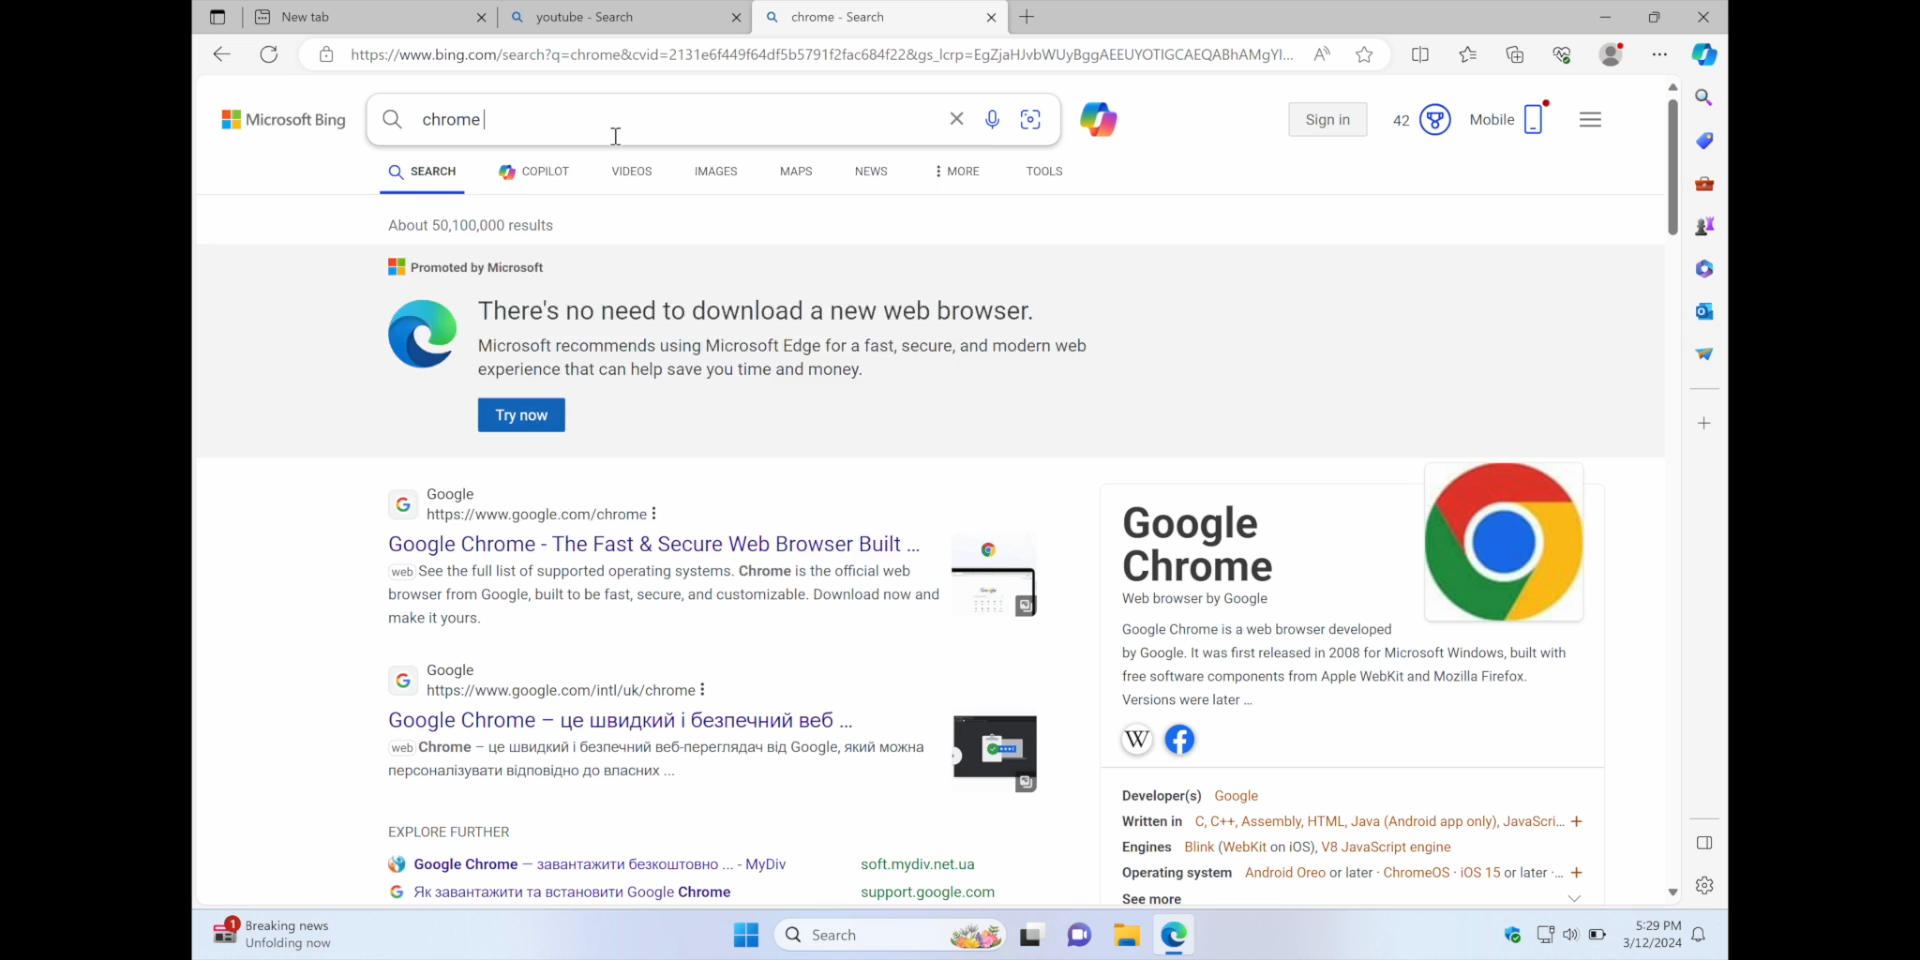 New tab
youtube - Search
chrome - Search
https://www.bing.com/search?q=chrome&cvid=2131e6f449f64df5b5791f2fac684f22&gs_lcrp=EgZjaHJvbWUyBggAEEUYOTIGCAEQABhAMgYI...
Microsoft Bing
chrome
Sign in
42
Mobile
SEARCH
COPILOT
VIDEOS
IMAGES
MAPS
NEWS
MORE
TOOLS
About 50,100,000 results
Promoted by Microsoft
There's no need to download a new web browser.
Microsoft recommends using Microsoft Edge for a fast, secure, and modern web
experience that can help save you time and money.
Try now
Google
https://www.google.com/chrome
Google Chrome - The Fast & Secure Web Browser Built ...
web See the full list of supported operating systems. Chrome is the official web
browser from Google, built to be fast, secure, and customizable. Download now and
make it yours.
Google
https://www.google.com/intl/uk/chrome
Google Chrome – це швидкий і безпечний веб ...
web Chrome – це швидкий і безпечний веб-переглядач від Google, який можна
персоналізувати відповідно до власних ...
EXPLORE FURTHER
Google Chrome — завантажити безкоштовно ... - MyDiv
soft.mydiv.net.ua
Як завантажити та встановити Google Chrome
support.google.com
Google
Chrome
Web browser by Google
Google Chrome is a web browser developed
by Google. It was first released in 2008 for Microsoft Windows, built with
free software components from Apple WebKit and Mozilla Firefox.
Versions were later ...
W
Developer(s) Google
Written in C, C++, Assembly, HTML, Java (Android app only), JavaScri... +
Engines Blink (WebKit on iOS), V8 JavaScript engine
Operating system Android Oreo or later · ChromeOS · iOS 15 or later ·... +
See more
1
Breaking news
Unfolding now
Search
5:29 PM
3/12/2024